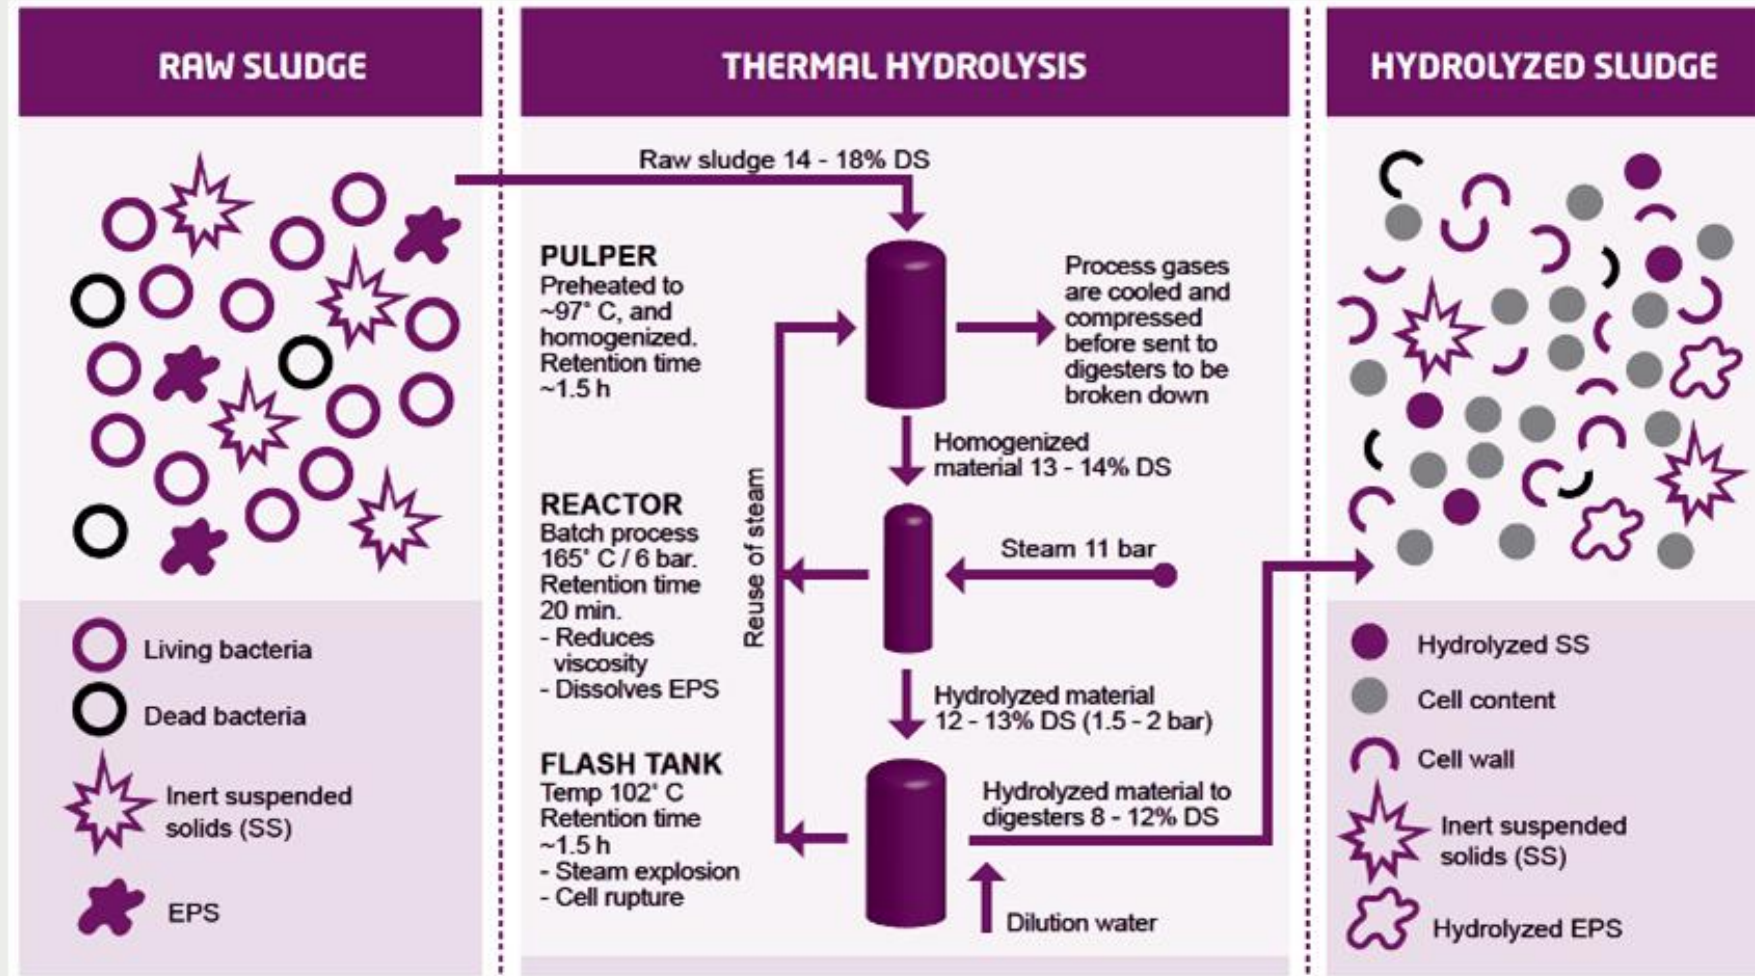 RAW SLUDGE
Living bacteria
Dead bacteria
Inert suspended
solids (SS)
EPS
THERMAL HYDROLYSIS
Raw sludge 14 - 18% DS
PULPER
Preheated to
~97° C, and
homogenized.
Retention time
~1.5 h
Process gases
are cooled and
compressed
before sent to
digesters to be
broken down
Homogenized
material 13 - 14% DS
Reuse of steam
REACTOR
Batch process
165° C / 6 bar.
Retention time
20 min.
- Reduces
viscosity
- Dissolves EPS
Steam 11 bar
Hydrolyzed material
12 - 13% DS (1.5 - 2 bar)
FLASH TANK
Temp 102° C
Retention time
~1.5 h
- Steam explosion
- Cell rupture
Hydrolyzed material to
digesters 8 - 12% DS
Dilution water
HYDROLYZED SLUDGE
Hydrolyzed SS
Cell content
Cell wall
Inert suspended
solids (SS)
Hydrolyzed EPS